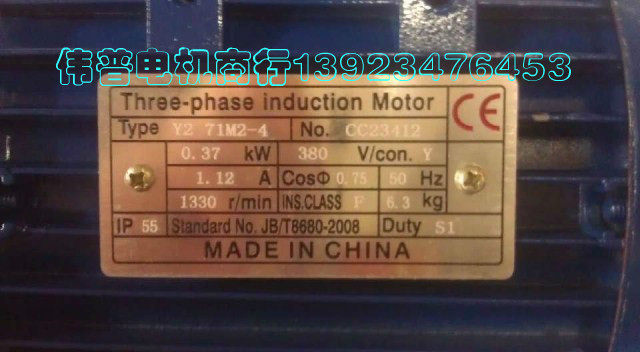 伟普电机商行13923476453
Three-phase induction Motor CE
Type Y2 71M2-4 No. CC23412
0.37 kW 380 V/con. Y
1.12 A CosΦ 0.75 50 Hz
1330 r/min INS.CLASS F 6.3 kg
IP 55 Standard No. JB/T8680-2008 Duty S1
MADE IN CHINA